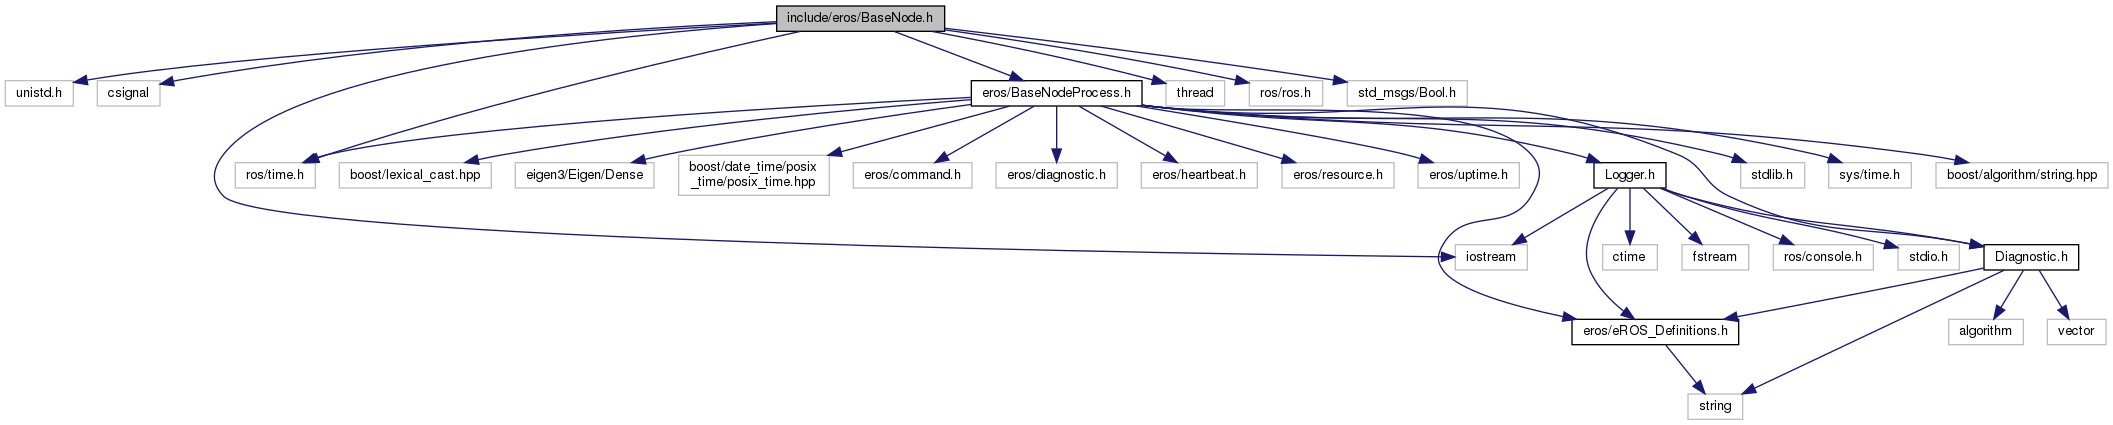 include/eros/BaseNode.h
unistd.h
csignal
eros/BaseNodeProcess.h
thread
ros/ros.h
std_msgs/Bool.h
ros/time.h
boost/lexical_cast.hpp
eigen3/Eigen/Dense
boost/date_time/posix
_time/posix_time.hpp
eros/command.h
eros/diagnostic.h
eros/heartbeat.h
eros/resource.h
eros/uptime.h
Logger.h
stdlib.h
sys/time.h
boost/algorithm/string.hpp
iostream
ctime
fstream
ros/console.h
stdio.h
Diagnostic.h
eros/eROS_Definitions.h
algorithm
vector
string